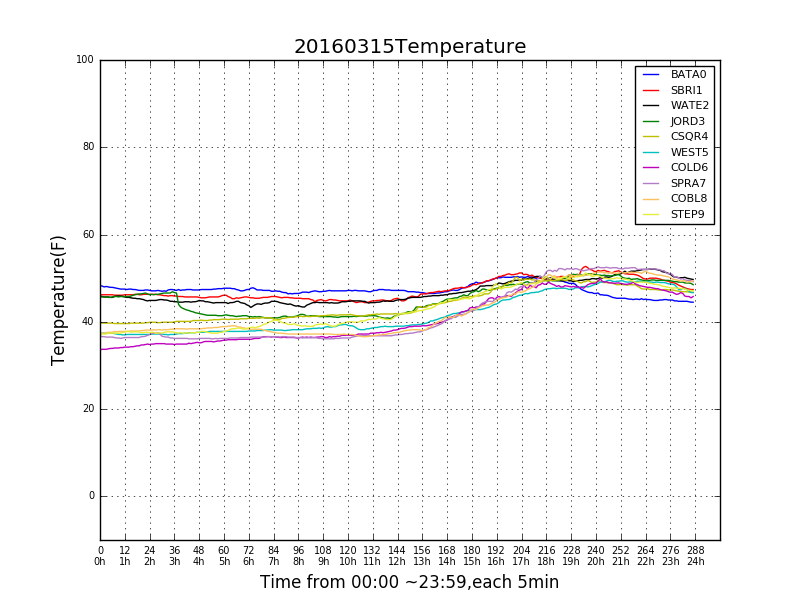 20160315Temperature
100
80
60
40
20
0
Temperature(F)
BATA0
SBRI1
WATE2
JORD3
CSQR4
WEST5
COLD6
SPRA7
COBL8
STEP9
0 12 24 36 48 60 72 84 96 108 120 132 144 156 168 180 192 204 216 228 240 252 264 276 288
0h 1h 2h 3h 4h 5h 6h 7h 8h 9h 10h 11h 12h 13h 14h 15h 16h 17h 18h 19h 20h 21h 22h 23h 24h
Time from 00:00 ~23:59,each 5min